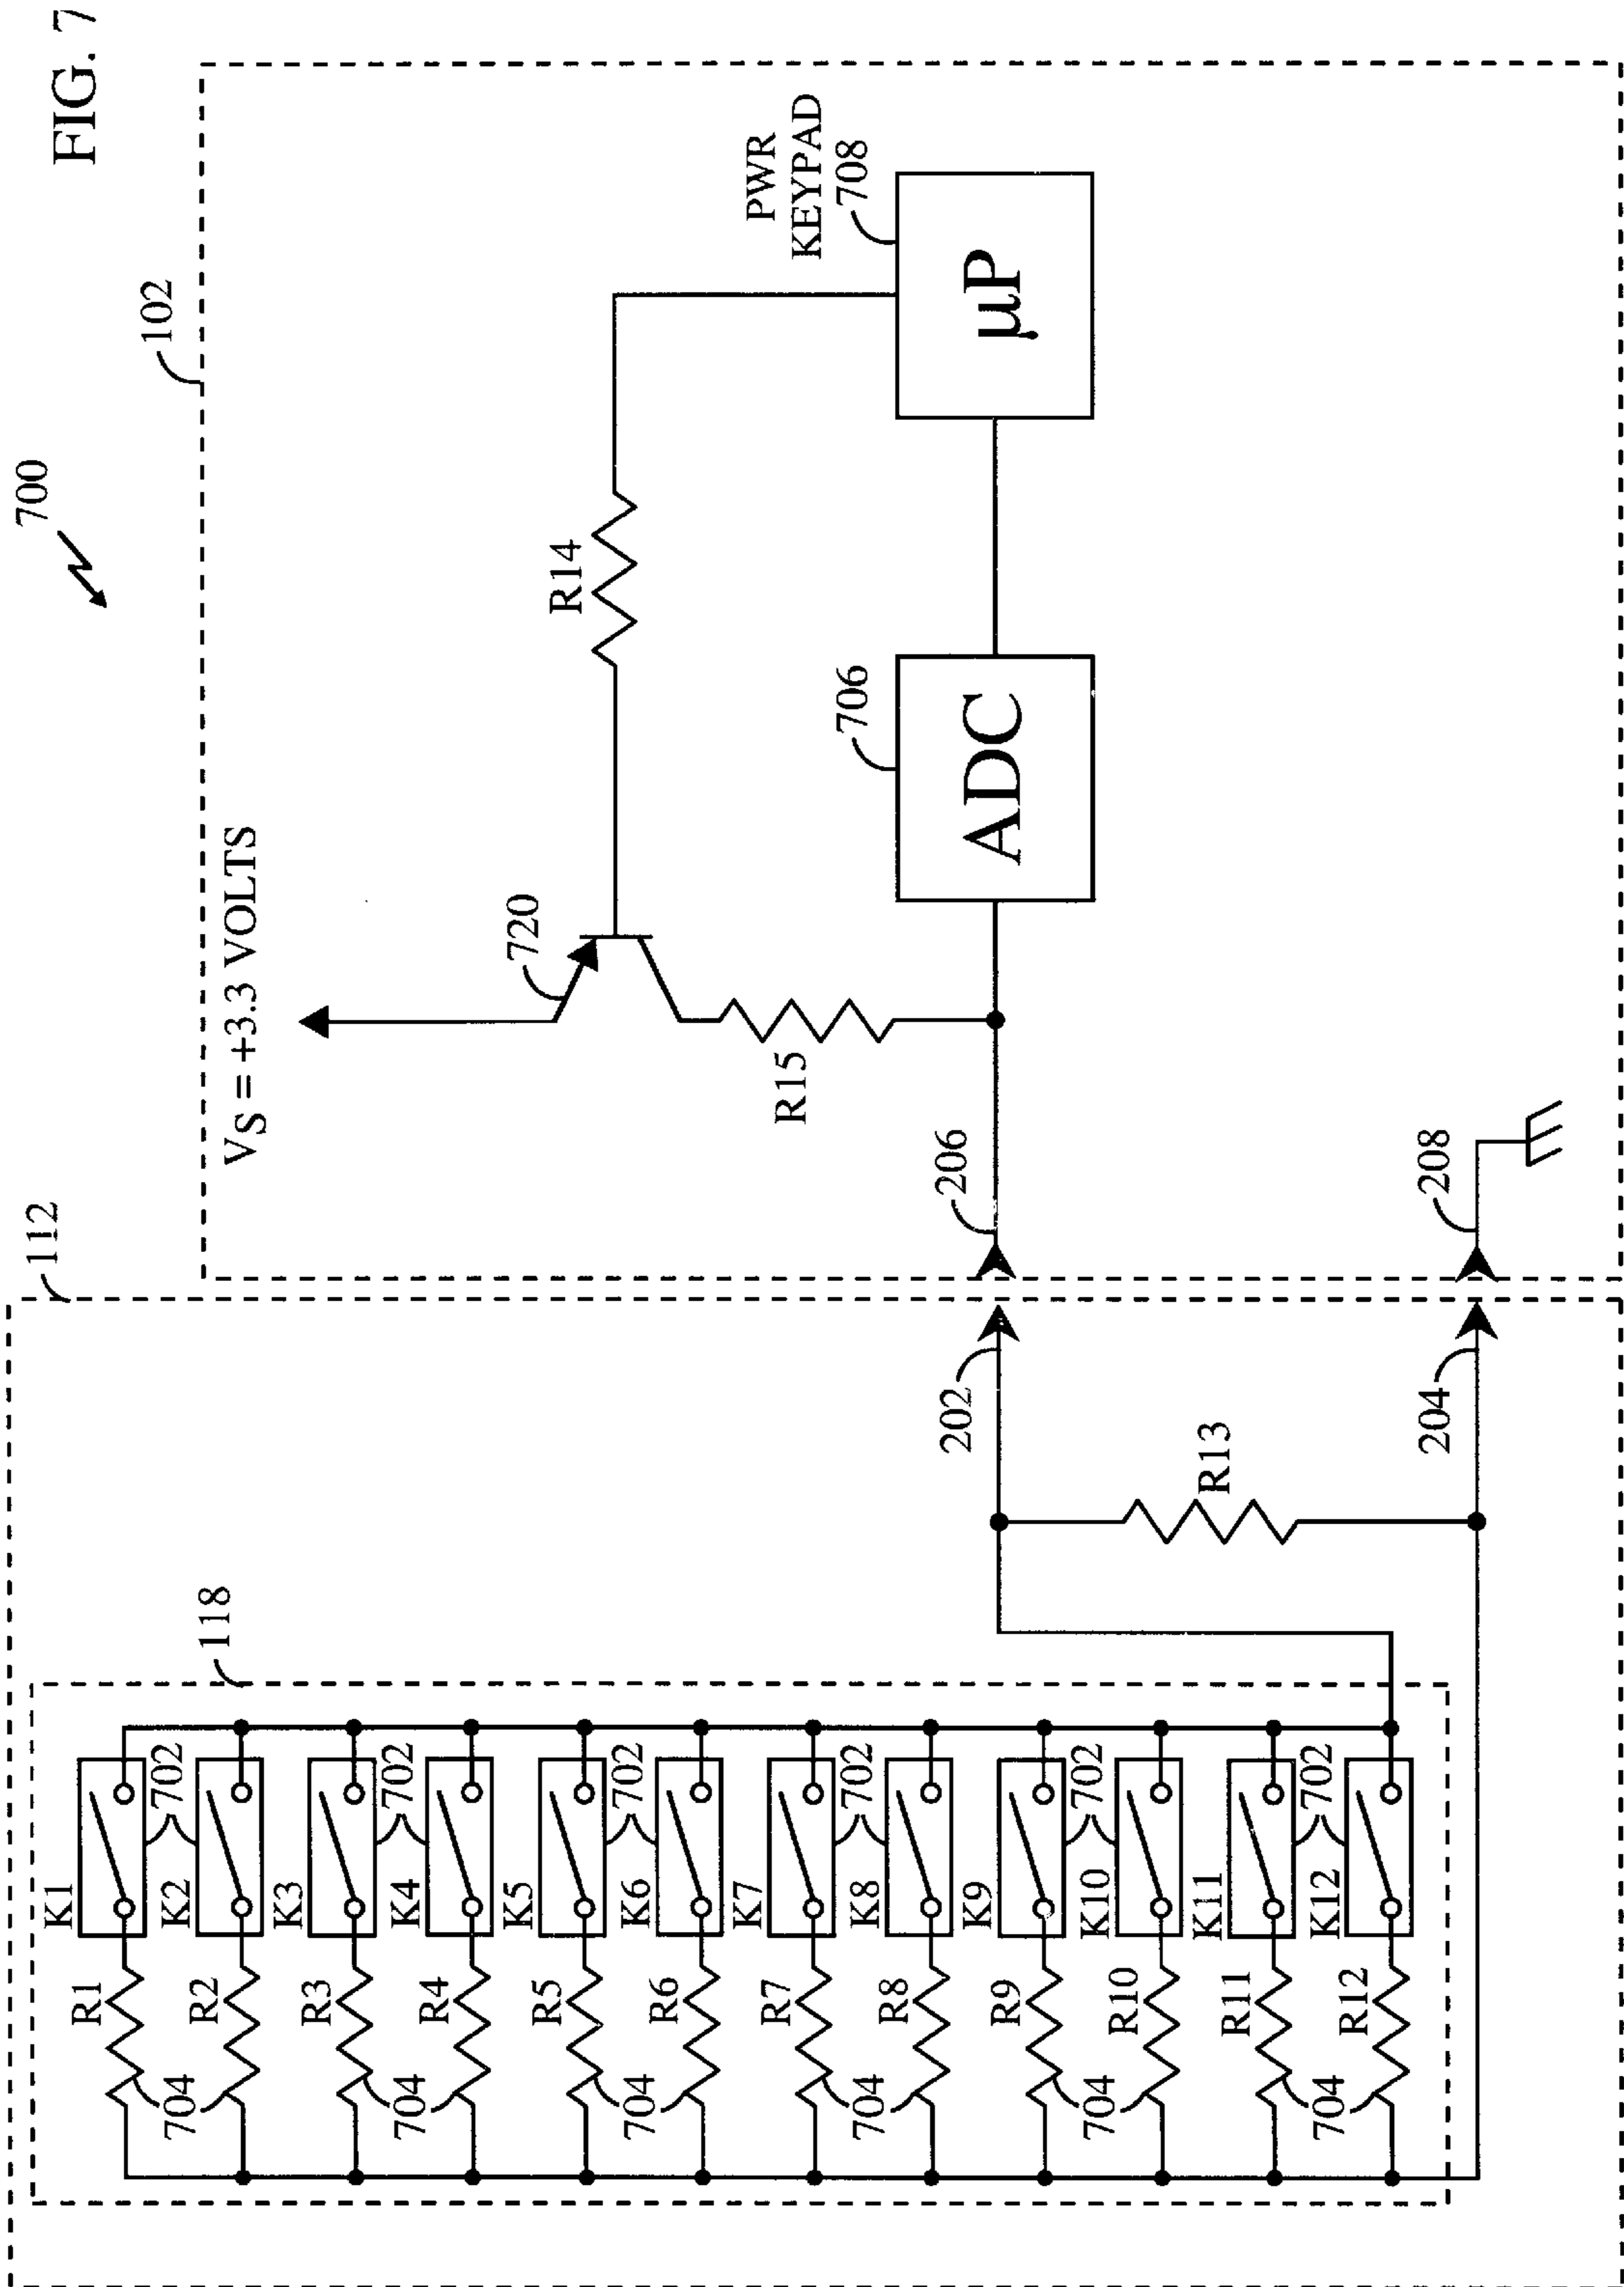 FIG. 7
700
112
102
VS = +3.3 VOLTS
720
R14
PWR
KEYPAD
708
R15
706
ADC
µP
206
208
202
204
R13
118
K1
R1
702
704
K2
R2
K3
R3
702
704
K4
R4
K5
R5
702
704
K6
R6
K7
R7
702
704
K8
R8
K9
R9
702
704
K10
R10
K11
R11
702
704
K12
R12